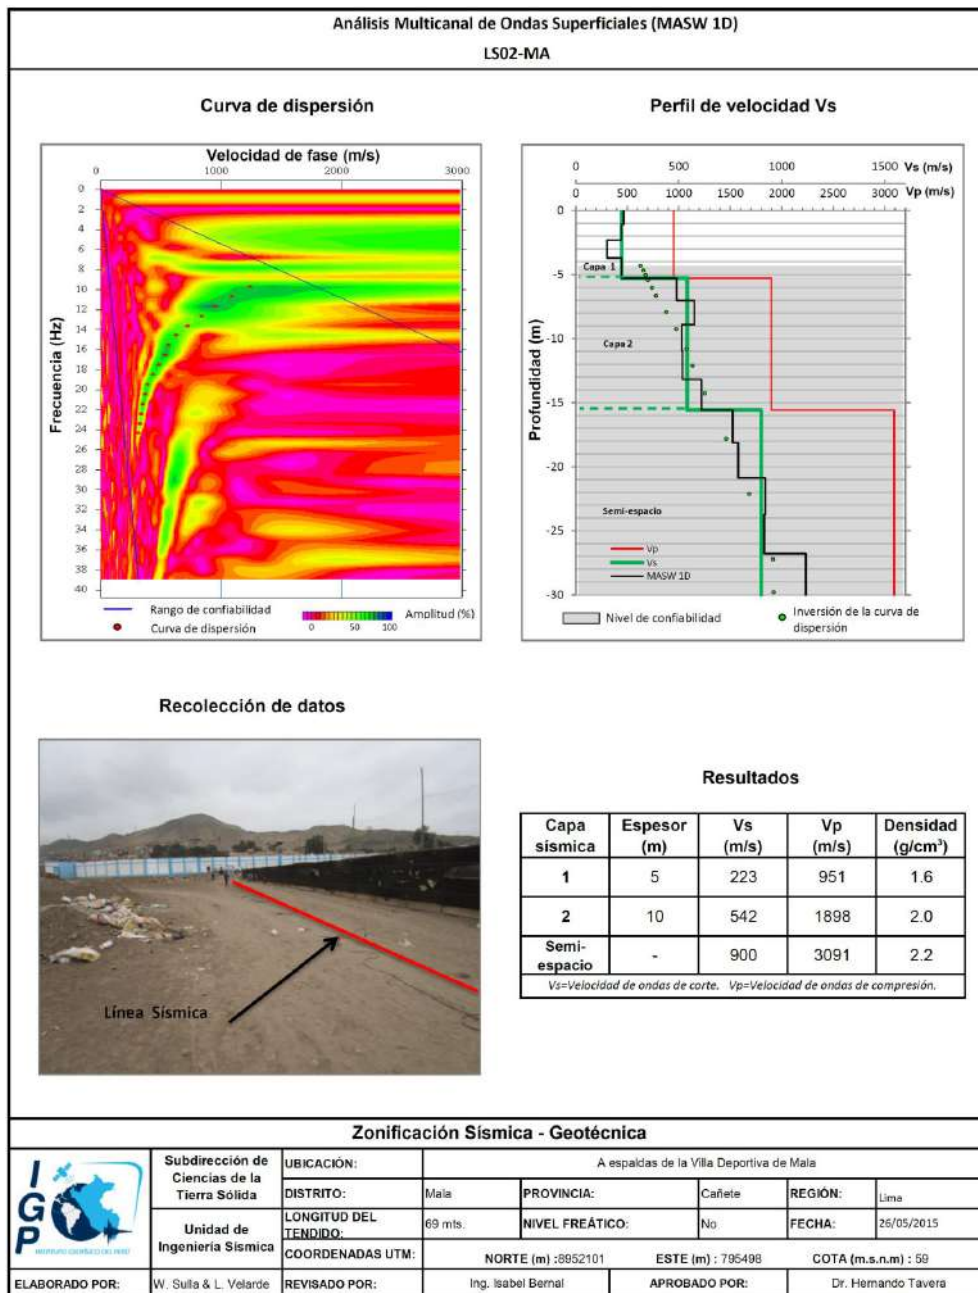 Análisis Multicanal de Ondas Superficiales (MASW 1D)
LS02-MA
Curva de dispersión
Velocidad de fase (m/s)
0 1000 2000 3000
Frecuencia (Hz)
0
2
4
6
8
10
12
14
16
18
20
22
24
26
28
30
32
34
36
38
40
Rango de confiabilidad
Curva de dispersión
Amplitud (%)
0 50 100
Perfil de velocidad Vs
0 500 1000 1500 Vs (m/s)
0 500 1000 1500 2000 2500 3000 Vp (m/s)
Profundidad (m)
0
-5
-10
-15
-20
-25
-30
Capa 1
Capa 2
Semi-espacio
Vp
Vs
MASW 1D
Nivel de confiabilidad
Inversión de la curva de
dispersión
Recolección de datos
Línea Sísmica
Resultados
Capa sísmica Espesor (m) Vs (m/s) Vp (m/s) Densidad (g/cm³)
1 5 223 951 1.6
2 10 542 1898 2.0
Semi-espacio - 900 3091 2.2
Vs=Velocidad de ondas de corte. Vp=Velocidad de ondas de compresión.
Zonificación Sísmica - Geotécnica
IGP
INSTITUTO GEOFÍSICO DEL PERÚ
Subdirección de
Ciencias de la
Tierra Sólida
Unidad de
Ingeniería Sísmica
UBICACIÓN: A espaldas de la Villa Deportiva de Mala
DISTRITO: Mala PROVINCIA: Cañete REGIÓN: Lima
LONGITUD DEL TENDIDO: 69 mts. NIVEL FREÁTICO: No FECHA: 26/05/2015
COORDENADAS UTM: NORTE (m) :8952101 ESTE (m) : 795498 COTA (m.s.n.m) : 59
ELABORADO POR: W. Sulla & L. Velarde REVISADO POR: Ing. Isabel Bernal APROBADO POR: Dr. Hernando Tavera